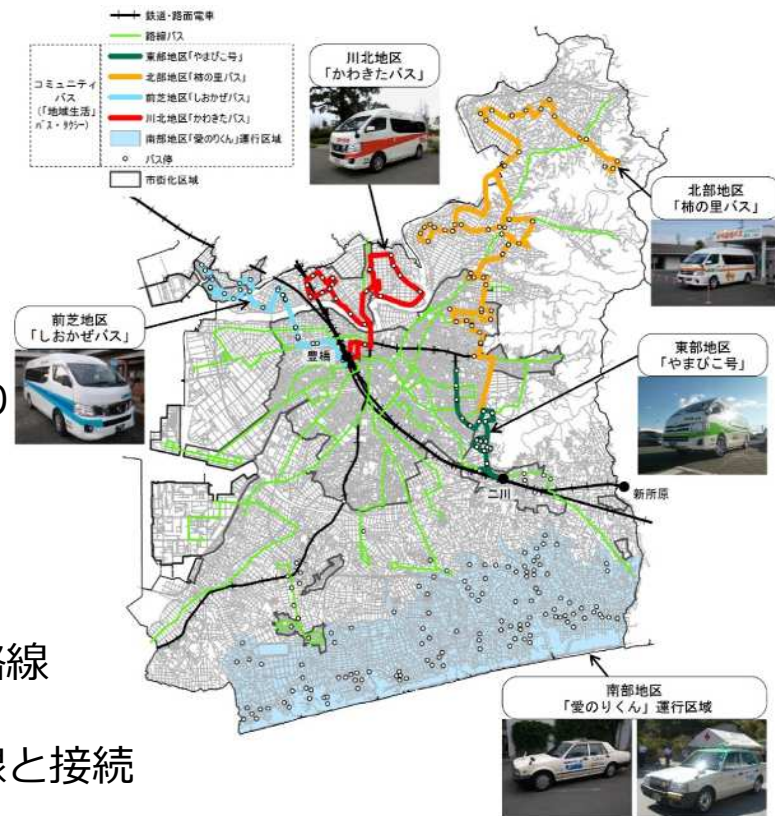 鉄道・路面電車
路線バス
東部地区「やまびこ号」
北部地区「柿の里バス」
前芝地区「しおかぜバス」
川北地区「かわきたバス」
南部地区「愛のりくん」運行区域
バス停
市街化区域
コミュニティ
バス
(「地域生活」
バス・タクシー)
川北地区
「かわきたバス」
北部地区
「柿の里バス」
前芝地区
「しおかぜバス」
豊橋
東部地区
「やまびこ号」
二川
新所原
路線
線と接続
南部地区
「愛のりくん」運行区域